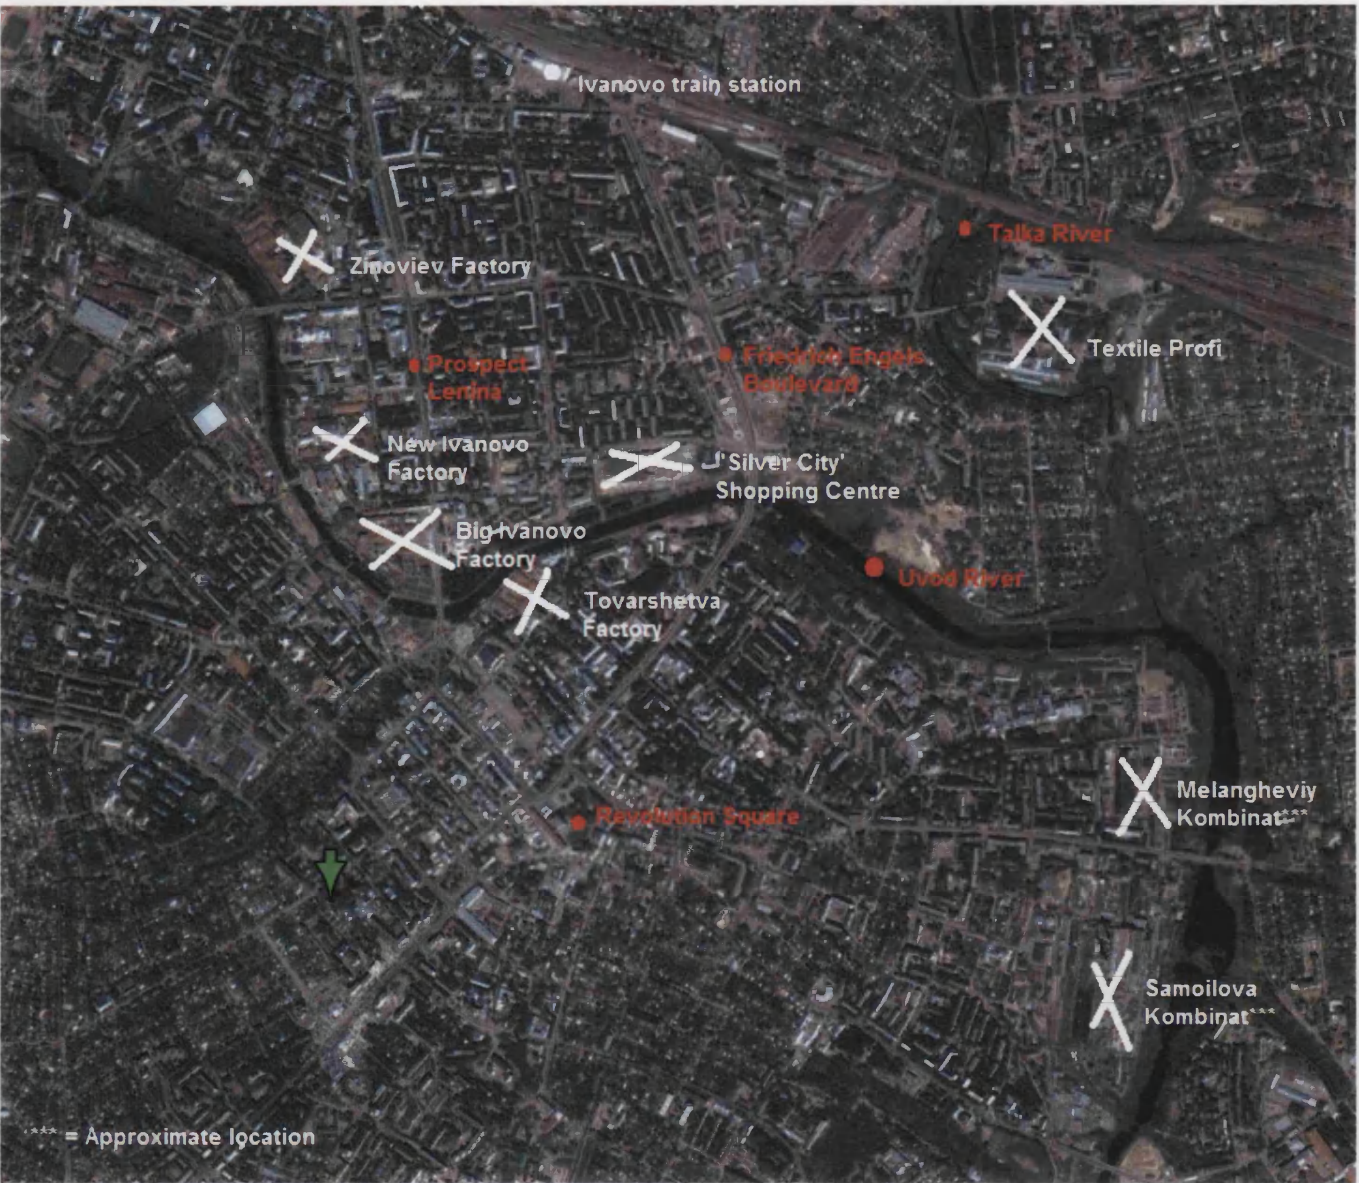 Ivanovo train station
Talka River
Zinoviev Factory
Textile Profi
Friedrich Engels
Boulevard
Prospect
Lenina
New Ivanovo
Factory
'Silver City'
Shopping Centre
Big Ivanovo
Factory
Uvod River
Tovarshetva
Factory
Melangheviy
Kombinat***
Revolution Square
Samoilova
Kombinat***
*** = Approximate location